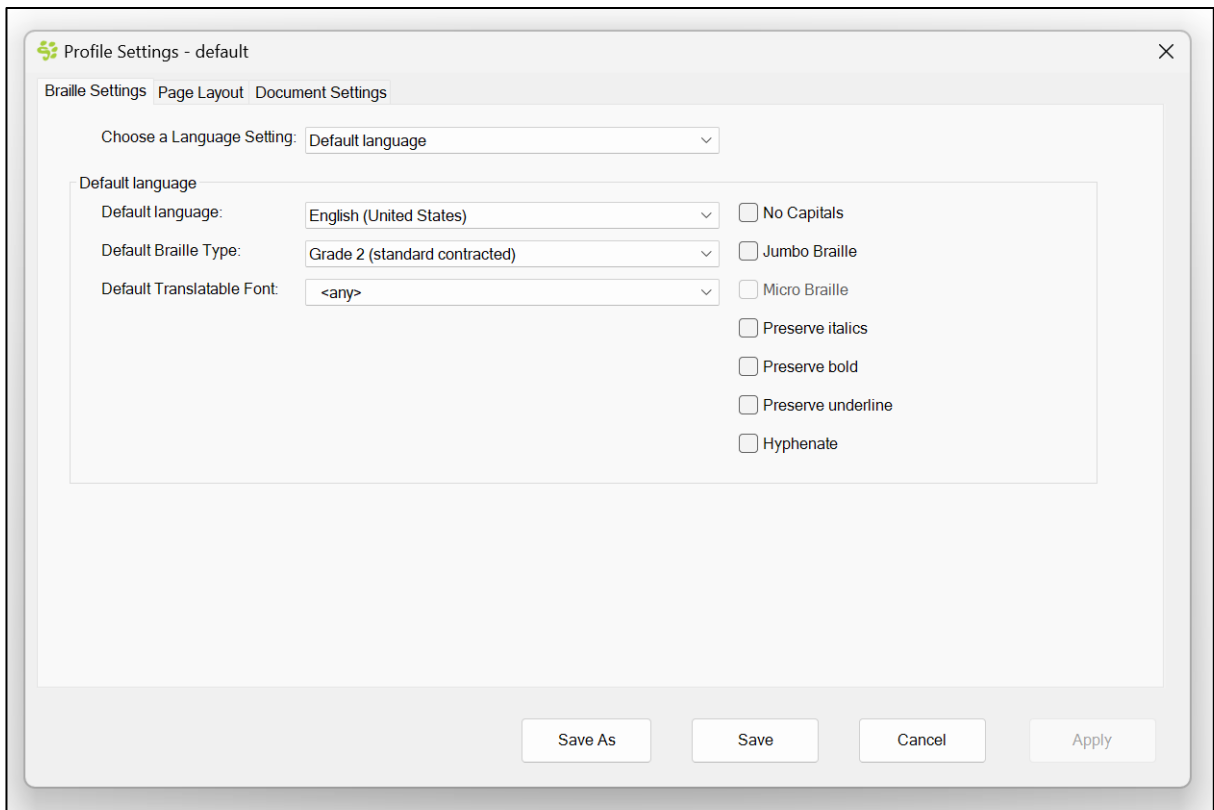 Profile Settings - default
Braille Settings Page Layout Document Settings
Choose a Language Setting: Default language
Default language
Default language: English (United States) No Capitals
Default Braille Type: Grade 2 (standard contracted) Jumbo Braille
Default Translatable Font: <any> Micro Braille
Preserve italics
Preserve bold
Preserve underline
Hyphenate
Save As Save Cancel Apply